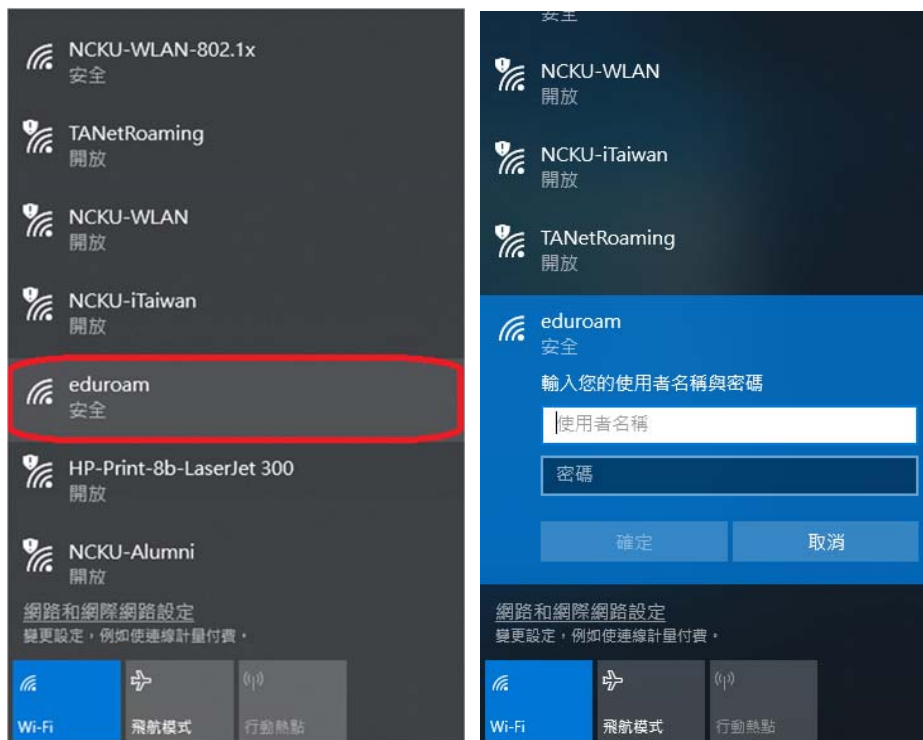 NCKU-WLAN-802.1x
安全
TANetRoaming
開放
NCKU-WLAN
開放
NCKU-iTaiwan
開放
eduroam
安全
HP-Print-8b-LaserJet 300
開放
NCKU-Alumni
開放
網路和網際網路設定
變更設定，例如使連線計量付費。
Wi-Fi
飛航模式
行動熱點
安全
NCKU-WLAN
開放
NCKU-iTaiwan
開放
TANetRoaming
開放
eduroam
安全
輸入您的使用者名稱與密碼
使用者名稱
密碼
確定
取消
網路和網際網路設定
變更設定，例如使連線計量付費。
Wi-Fi
飛航模式
行動熱點